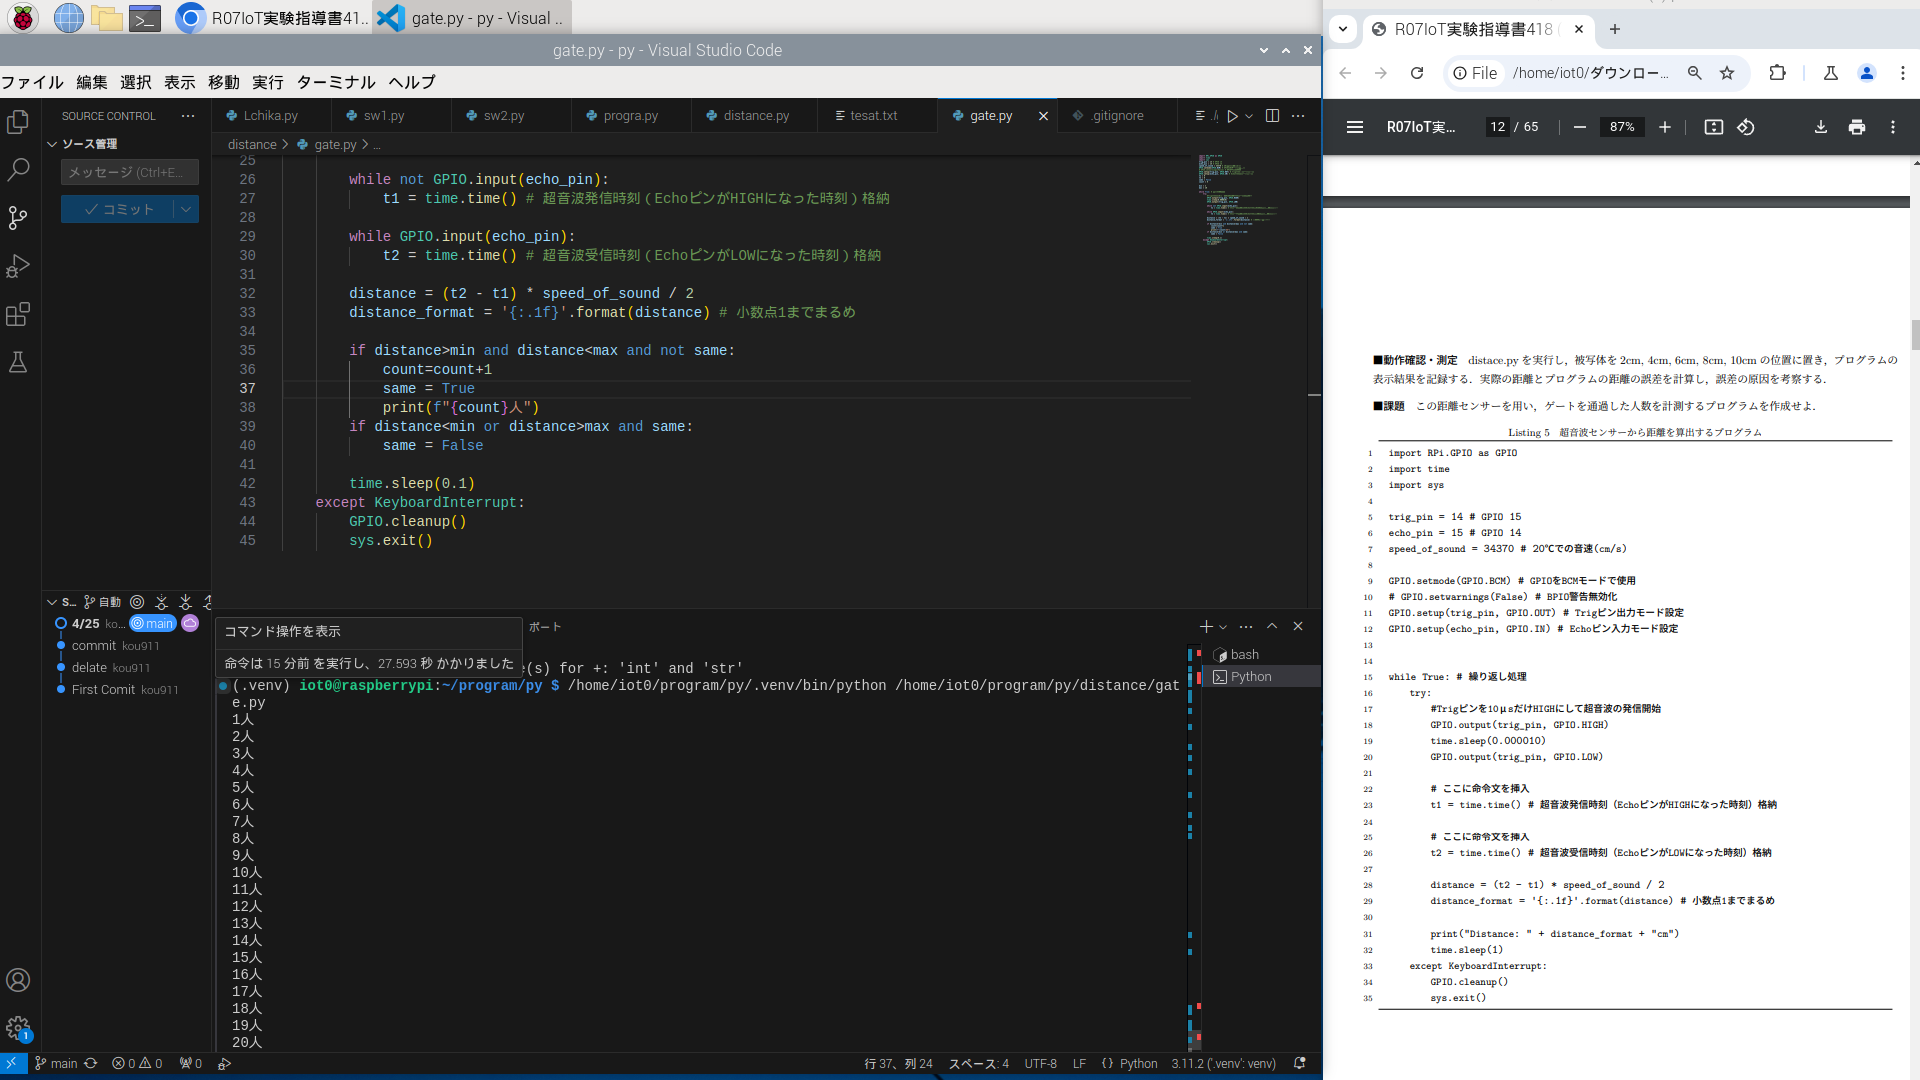 R07IoT実験指導書41...
gate.py - py - Visual ...
gate.py - py - Visual Studio Code
ファイル 編集 選択 表示 移動 実行 ターミナル ヘルプ
SOURCE CONTROL
ソース管理
メッセージ (Ctrl+E...
コミット
Lchika.py
sw1.py
sw2.py
progra.py
distance.py
tesat.txt
gate.py
.gitignore
distance > gate.py > ...
25
26 while not GPIO.input(echo_pin):
27 t1 = time.time() # 超音波発信時刻（EchoピンがHIGHになった時刻）格納
28
29 while GPIO.input(echo_pin):
30 t2 = time.time() # 超音波受信時刻（EchoピンがLOWになった時刻）格納
31
32 distance = (t2 - t1) * speed_of_sound / 2
33 distance_format = '{:.1f}'.format(distance) # 小数点1までまるめ
34
35 if distance>min and distance<max and not same:
36 count=count+1
37 same = True
38 print(f"{count}人")
39 if distance<min or distance>max and same:
40 same = False
41
42 time.sleep(0.1)
43 except KeyboardInterrupt:
44 GPIO.cleanup()
45 sys.exit()
S... 自動
4/25 ko... main
commit kou911
delate kou911
First Comit kou911
コマンド操作を表示
命令は 15 分前 を実行し、27.593 秒 かかりました
ポート
e(s) for +: 'int' and 'str'
(.venv) iot0@raspberrypi:~/program/py $ /home/iot0/program/py/.venv/bin/python /home/iot0/program/py/distance/gat
e.py
1人
2人
3人
4人
5人
6人
7人
8人
9人
10人
11人
12人
13人
14人
15人
16人
17人
18人
19人
20人
bash
Python
main 0 0 0
行 37、列 24 スペース: 4 UTF-8 LF Python 3.11.2 ('.venv': venv)
1
R07IoT実験指導書418 (
File /home/iot0/ダウンロー...
R07IoT実... 12 / 65 87%
■動作確認・測定 distace.py を実行し，被写体を 2cm, 4cm, 6cm, 8cm, 10cm の位置に置き，プログラムの
表示結果を記録する．実際の距離とプログラムの距離の誤差を計算し，誤差の原因を考察する．
■課題 この距離センサーを用い，ゲートを通過した人数を計測するプログラムを作成せよ．
Listing 5 超音波センサーから距離を算出するプログラム
1 import RPi.GPIO as GPIO
2 import time
3 import sys
4
5 trig_pin = 14 # GPIO 15
6 echo_pin = 15 # GPIO 14
7 speed_of_sound = 34370 # 20℃での音速(cm/s)
8
9 GPIO.setmode(GPIO.BCM) # GPIOをBCMモードで使用
10 # GPIO.setwarnings(False) # BPIO警告無効化
11 GPIO.setup(trig_pin, GPIO.OUT) # Trigピン出力モード設定
12 GPIO.setup(echo_pin, GPIO.IN) # Echoピン入力モード設定
13
14
15 while True: # 繰り返し処理
16 try:
17 #Trigピンを10μsだけHIGHにして超音波の発信開始
18 GPIO.output(trig_pin, GPIO.HIGH)
19 time.sleep(0.000010)
20 GPIO.output(trig_pin, GPIO.LOW)
21
22 # ここに命令文を挿入
23 t1 = time.time() # 超音波発信時刻（EchoピンがHIGHになった時刻）格納
24
25 # ここに命令文を挿入
26 t2 = time.time() # 超音波受信時刻（EchoピンがLOWになった時刻）格納
27
28 distance = (t2 - t1) * speed_of_sound / 2
29 distance_format = '{:.1f}'.format(distance) # 小数点1までまるめ
30
31 print("Distance: " + distance_format + "cm")
32 time.sleep(1)
33 except KeyboardInterrupt:
34 GPIO.cleanup()
35 sys.exit()